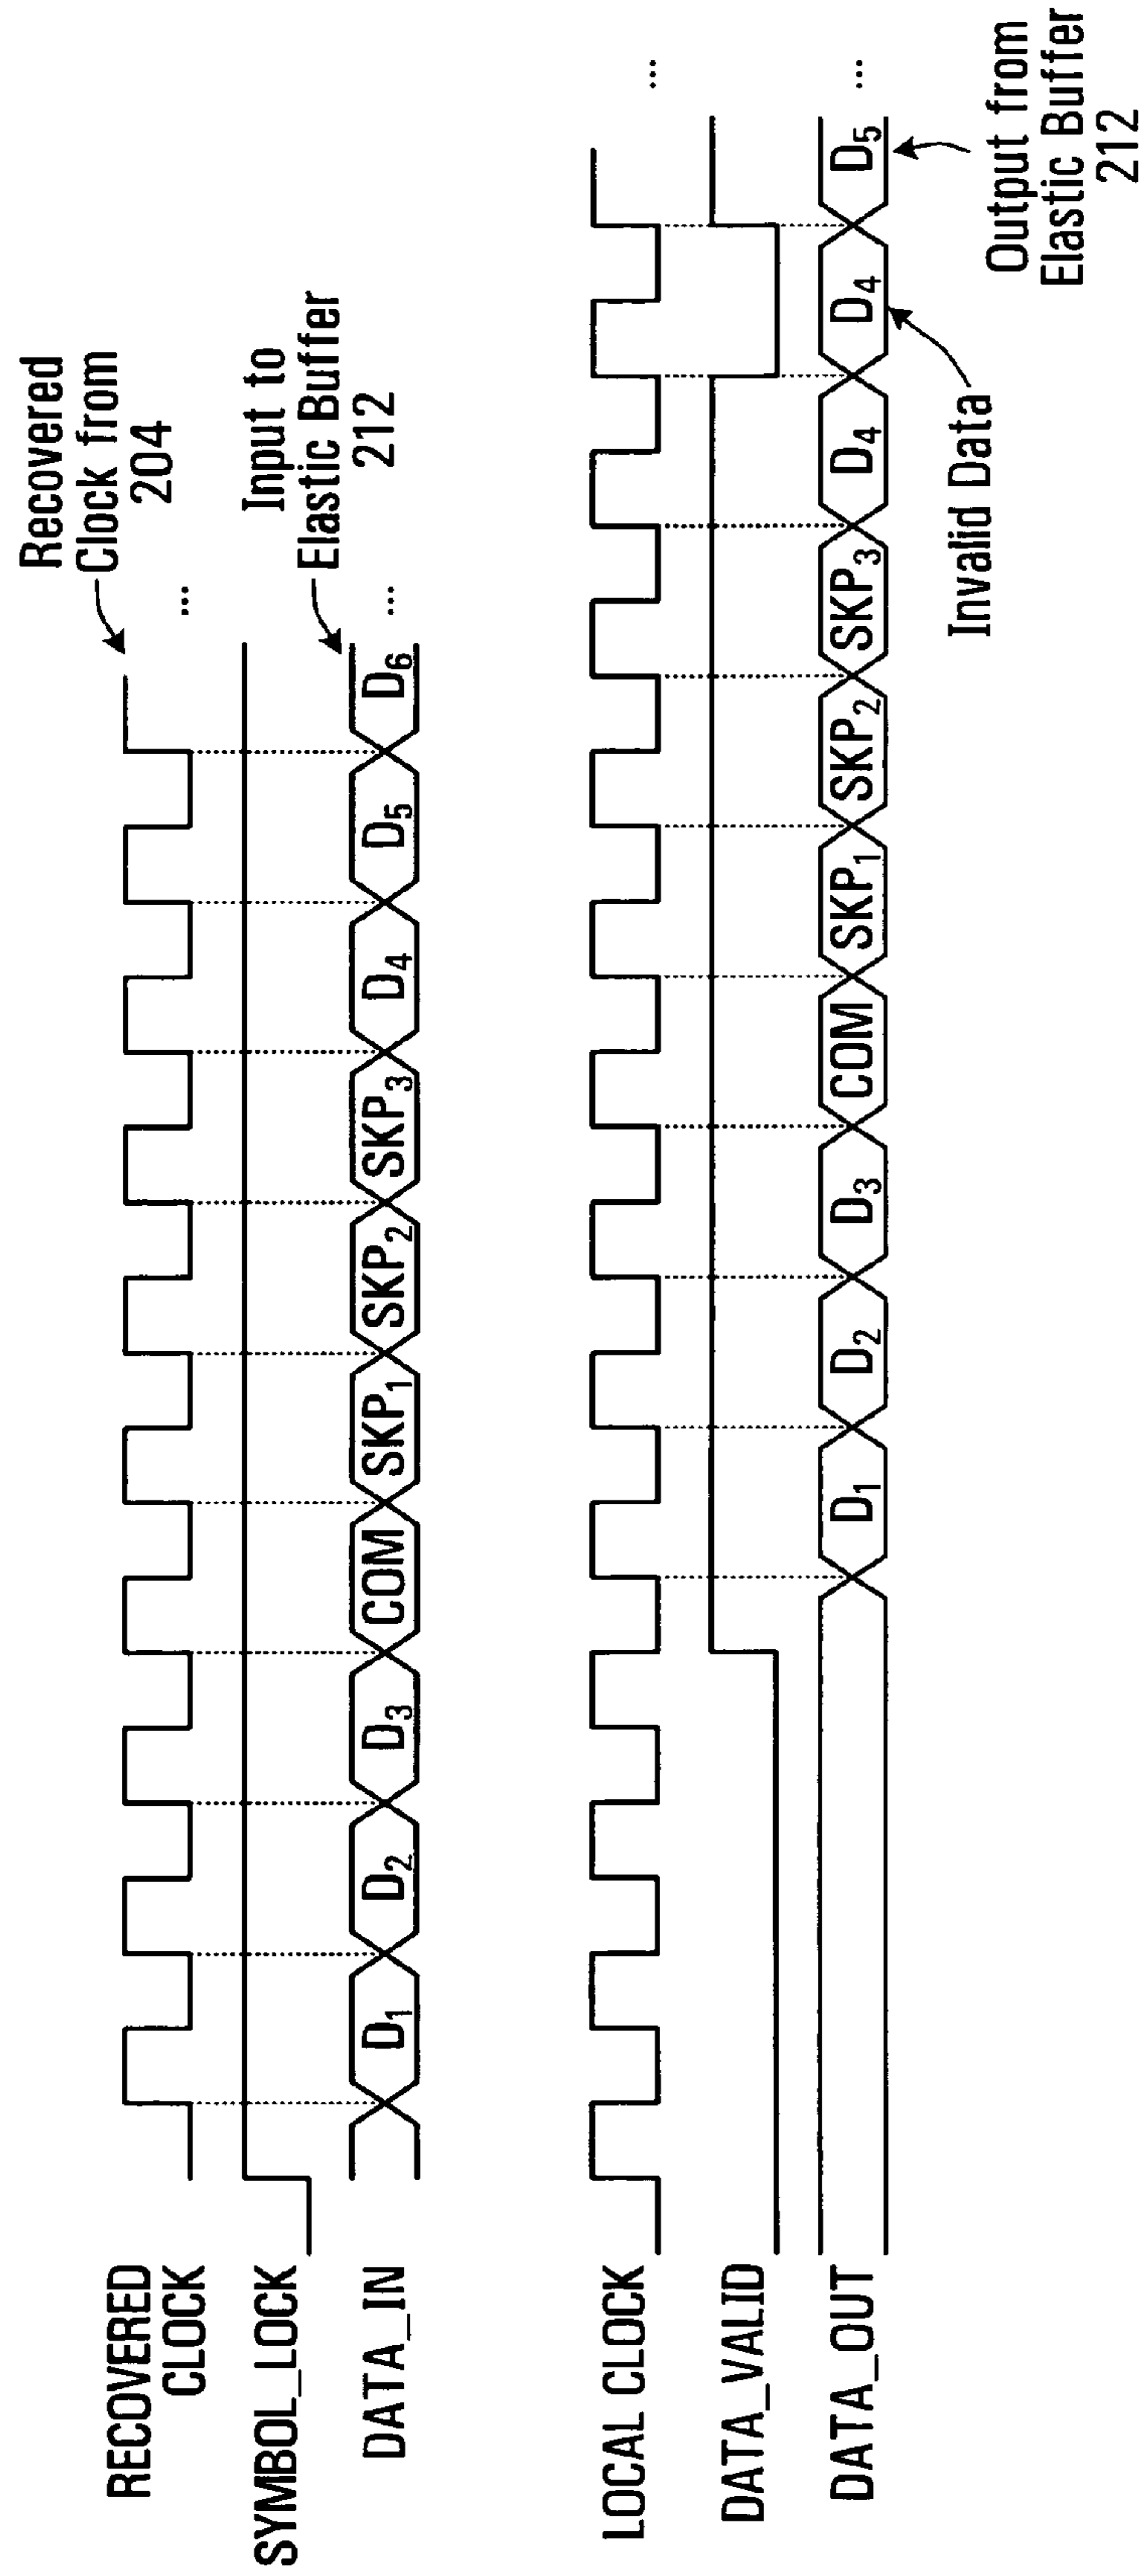 Recovered
Clock from
204
RECOVERED
CLOCK
...
SYMBOL_LOCK
Input to
Elastic Buffer
212
DATA_IN
D1
D2
D3
COM
SKP1
SKP2
SKP3
D4
D5
D6
...
LOCAL CLOCK
...
DATA_VALID
DATA_OUT
D1
D2
D3
COM
SKP1
SKP2
SKP3
D4
D4
D5
...
Invalid Data
Output from
Elastic Buffer
212